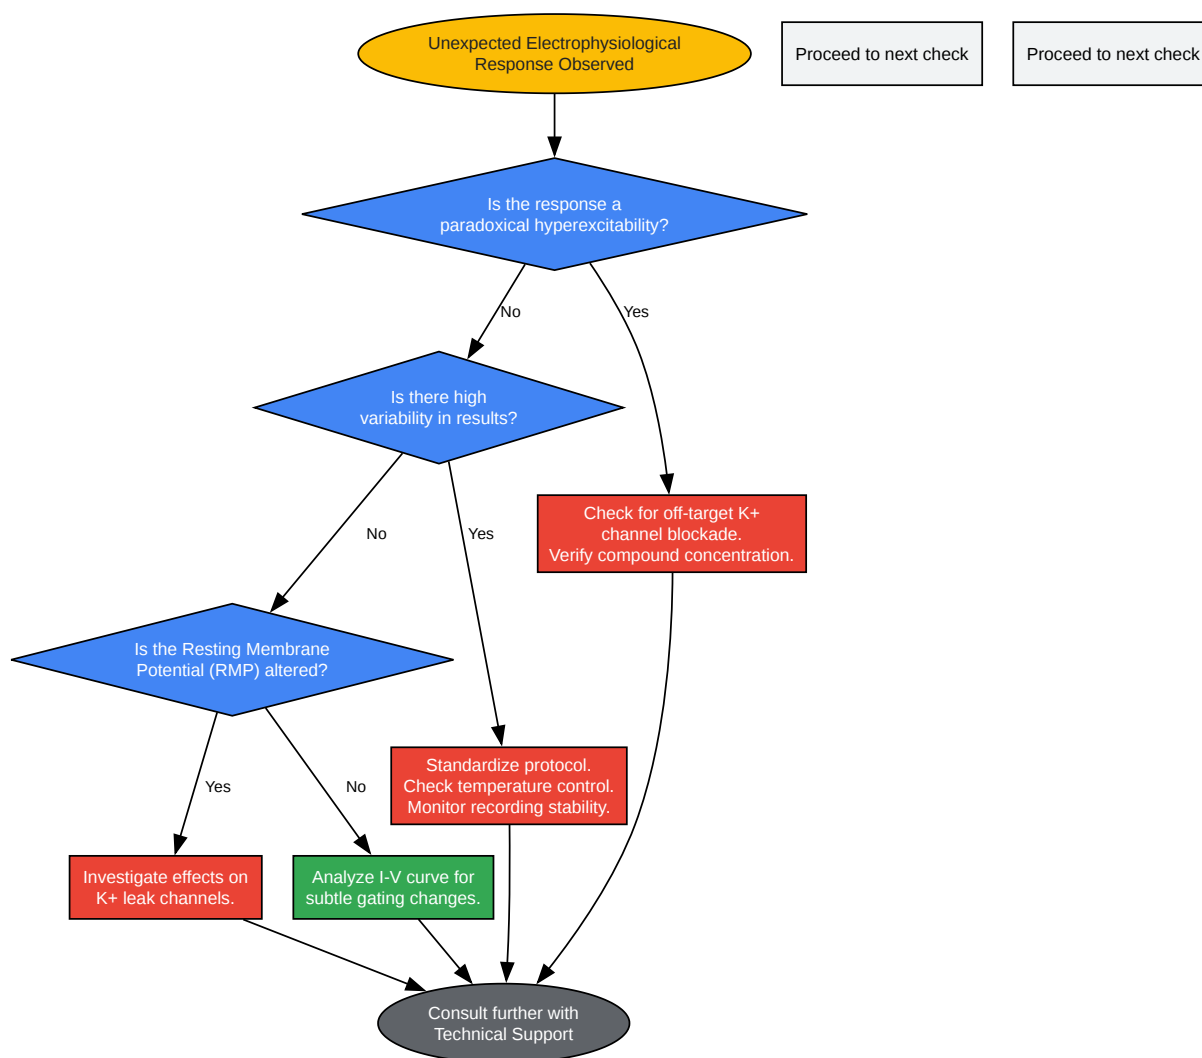 Unexpected Electrophysiological
Response Observed
Proceed to next check
Proceed to next check
Is the response a
paradoxical hyperexcitability?
No
Yes
Is there high
variability in results?
No
Yes
Check for off-target K+
channel blockade.
Verify compound concentration.
Is the Resting Membrane
Potential (RMP) altered?
Yes
No
Standardize protocol.
Check temperature control.
Monitor recording stability.
Investigate effects on
K+ leak channels.
Analyze I-V curve for
subtle gating changes.
Consult further with
Technical Support